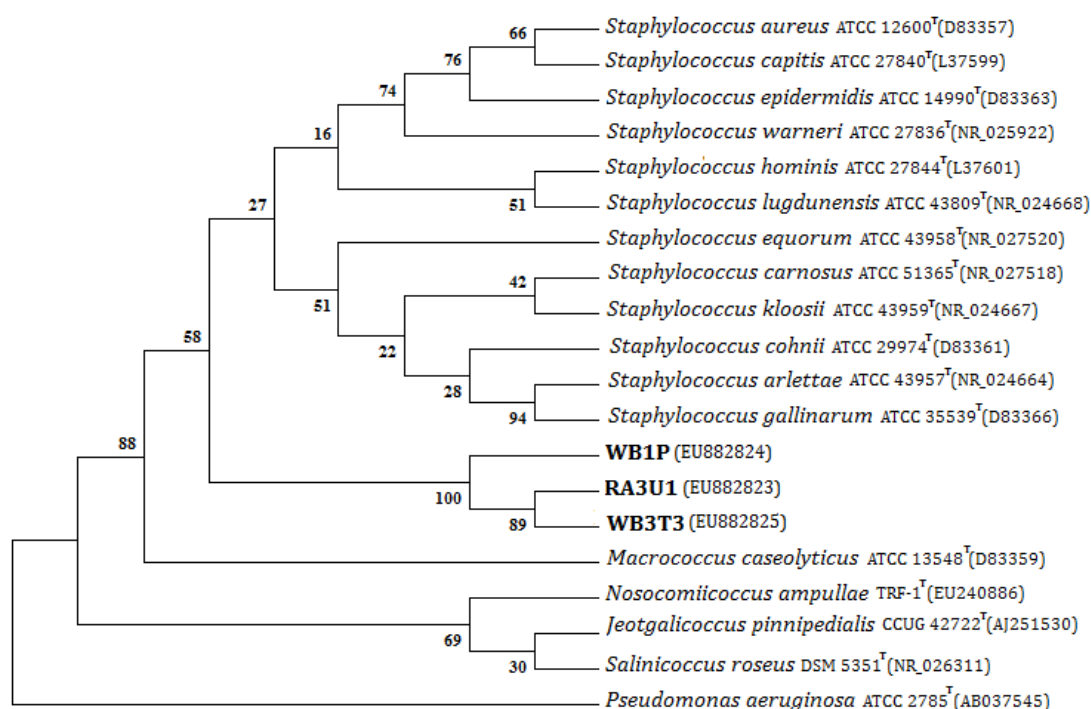 66 Staphylococcus aureus ATCC 12600T(D83357)
76 Staphylococcus capitis ATCC 27840T(L37599)
74 Staphylococcus epidermidis ATCC 14990T(D83363)
16 Staphylococcus warneri ATCC 27836T(NR_025922)
Staphylococcus hominis ATCC 27844T(L37601)
27 51 Staphylococcus lugdunensis ATCC 43809T(NR_024668)
Staphylococcus equorum ATCC 43958T(NR_027520)
42 Staphylococcus carnosus ATCC 51365T(NR_027518)
51 Staphylococcus kloosii ATCC 43959T(NR_024667)
58 22 Staphylococcus cohnii ATCC 29974T(D83361)
28 Staphylococcus arlettae ATCC 43957T(NR_024664)
94 Staphylococcus gallinarum ATCC 35539T(D83366)
88 WB1P (EU882824)
100 RA3U1 (EU882823)
89 WB3T3 (EU882825)
Macrococcus caseolyticus ATCC 13548T(D83359)
Nosocomiicoccus ampullae TRF-1T(EU240886)
69 Jeotgalicoccus pinnipedialis CCUG 42722T(AJ251530)
30 Salinicoccus roseus DSM 5351T(NR_026311)
Pseudomonas aeruginosa ATCC 2785T(AB037545)